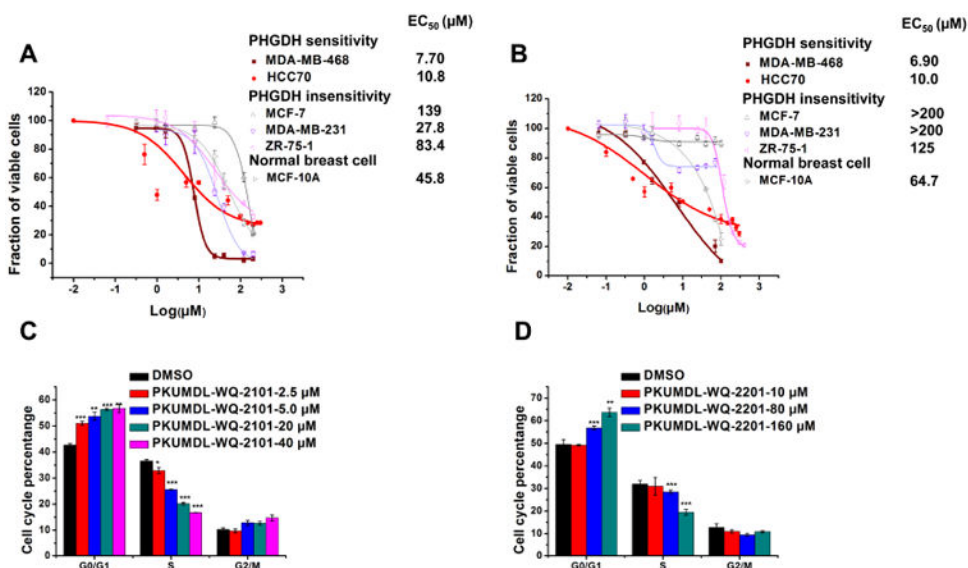 A
EC50 (μM)
PHGDH sensitivity
MDA-MB-468 7.70
HCC70 10.8
PHGDH insensitivity
MCF-7 139
MDA-MB-231 27.8
ZR-75-1 83.4
Normal breast cell
MCF-10A 45.8
Fraction of viable cells
120
100
80
60
40
20
0
-2 -1 0 1 2 3
Log(μM)
B
EC50 (μM)
PHGDH sensitivity
MDA-MB-468 6.90
HCC70 10.0
PHGDH insensitivity
MCF-7 >200
MDA-MB-231 >200
ZR-75-1 125
Normal breast cell
MCF-10A 64.7
Fraction of viable cells
120
100
80
60
40
20
0
-2 -1 0 1 2 3
Log(μM)
C
DMSO
PKUMDL-WQ-2101-2.5 μM
PKUMDL-WQ-2101-5.0 μM
PKUMDL-WQ-2101-20 μM
PKUMDL-WQ-2101-40 μM
Cell cycle percentange
60
50
40
30
20
10
*** ** *** **
* *** *** ***
G0/G1 S G2/M
D
DMSO
PKUMDL-WQ-2201-10 μM
PKUMDL-WQ-2201-80 μM
PKUMDL-WQ-2201-160 μM
Cell cycle percentange
70
60
50
40
30
20
10
0
*** **
*** ***
G0/G1 S G2/M